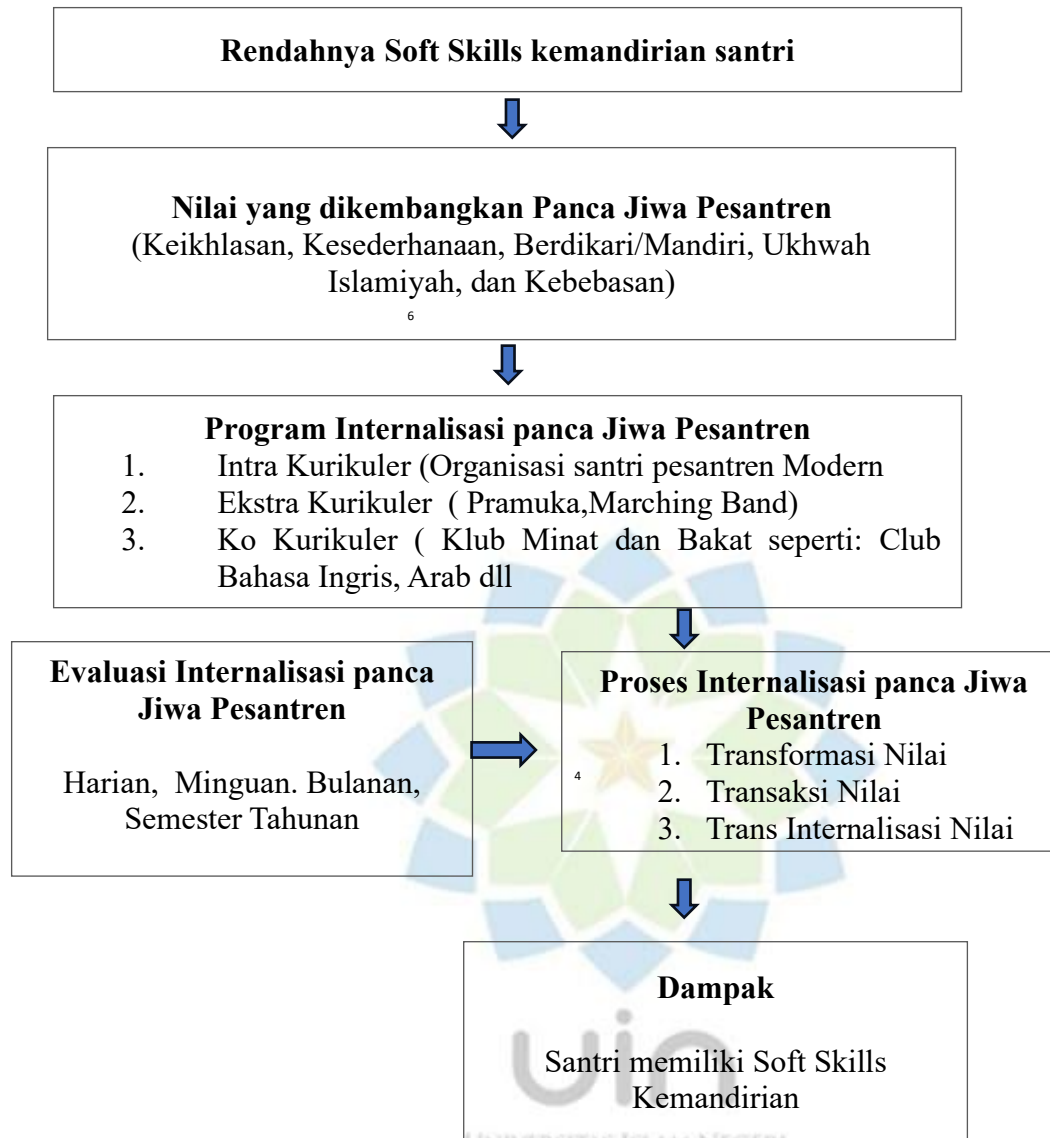 Rendahnya Soft Skills kemandirian santri
Nilai yang dikembangkan Panca Jiwa Pesantren
(Keikhlasan, Kesederhanaan, Berdikari/Mandiri, Ukhwah
Islamiyah, dan Kebebasan)
6
Program Internalisasi panca Jiwa Pesantren
1. Intra Kurikuler (Organisasi santri pesantren Modern
2. Ekstra Kurikuler ( Pramuka,Marching Band)
3. Ko Kurikuler ( Klub Minat dan Bakat seperti: Club
Bahasa Ingris, Arab dll
Evaluasi Internalisasi panca
Jiwa Pesantren
Harian, Minguan. Bulanan,
Semester Tahunan
Proses Internalisasi panca Jiwa
Pesantren
1. Transformasi Nilai
4
2. Transaksi Nilai
3. Trans Internalisasi Nilai
Dampak
uin
Santri memiliki Soft Skills
Kemandirian
UNIVERSITAS ISLAM NEGERI